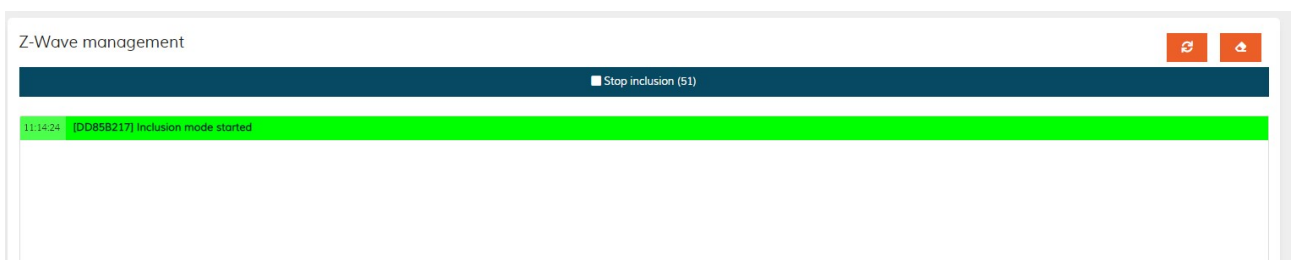 Z-Wave management
Stop inclusion (51)
11:14:24 [DD85B217] Inclusion mode started